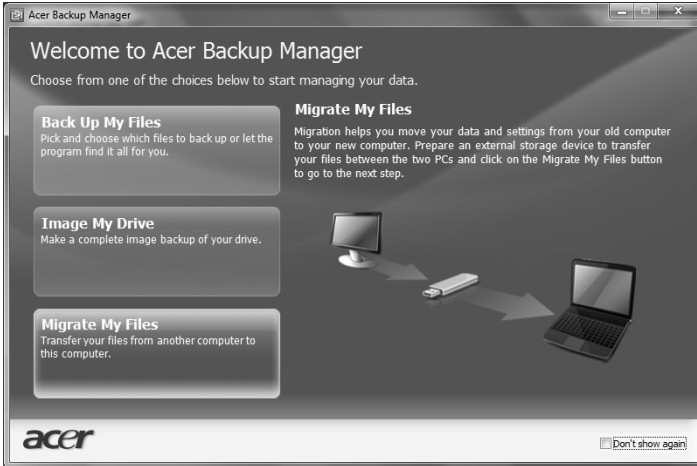 Acer Backup Manager
Welcome to Acer Backup Manager
Choose from one of the choices below to start managing your data.
Back Up My Files
Pick and choose which files to back up or let the
program find it all for you.
Image My Drive
Make a complete image backup of your drive.
Migrate My Files
Transfer your files from another computer to
this computer.
Migrate My Files
Migration helps you move your data and settings from your old computer
to your new computer. Prepare an external storage device to transfer
your files between the two PCs and click on the Migrate My Files button
to go to the next step.
acer
Don't show again